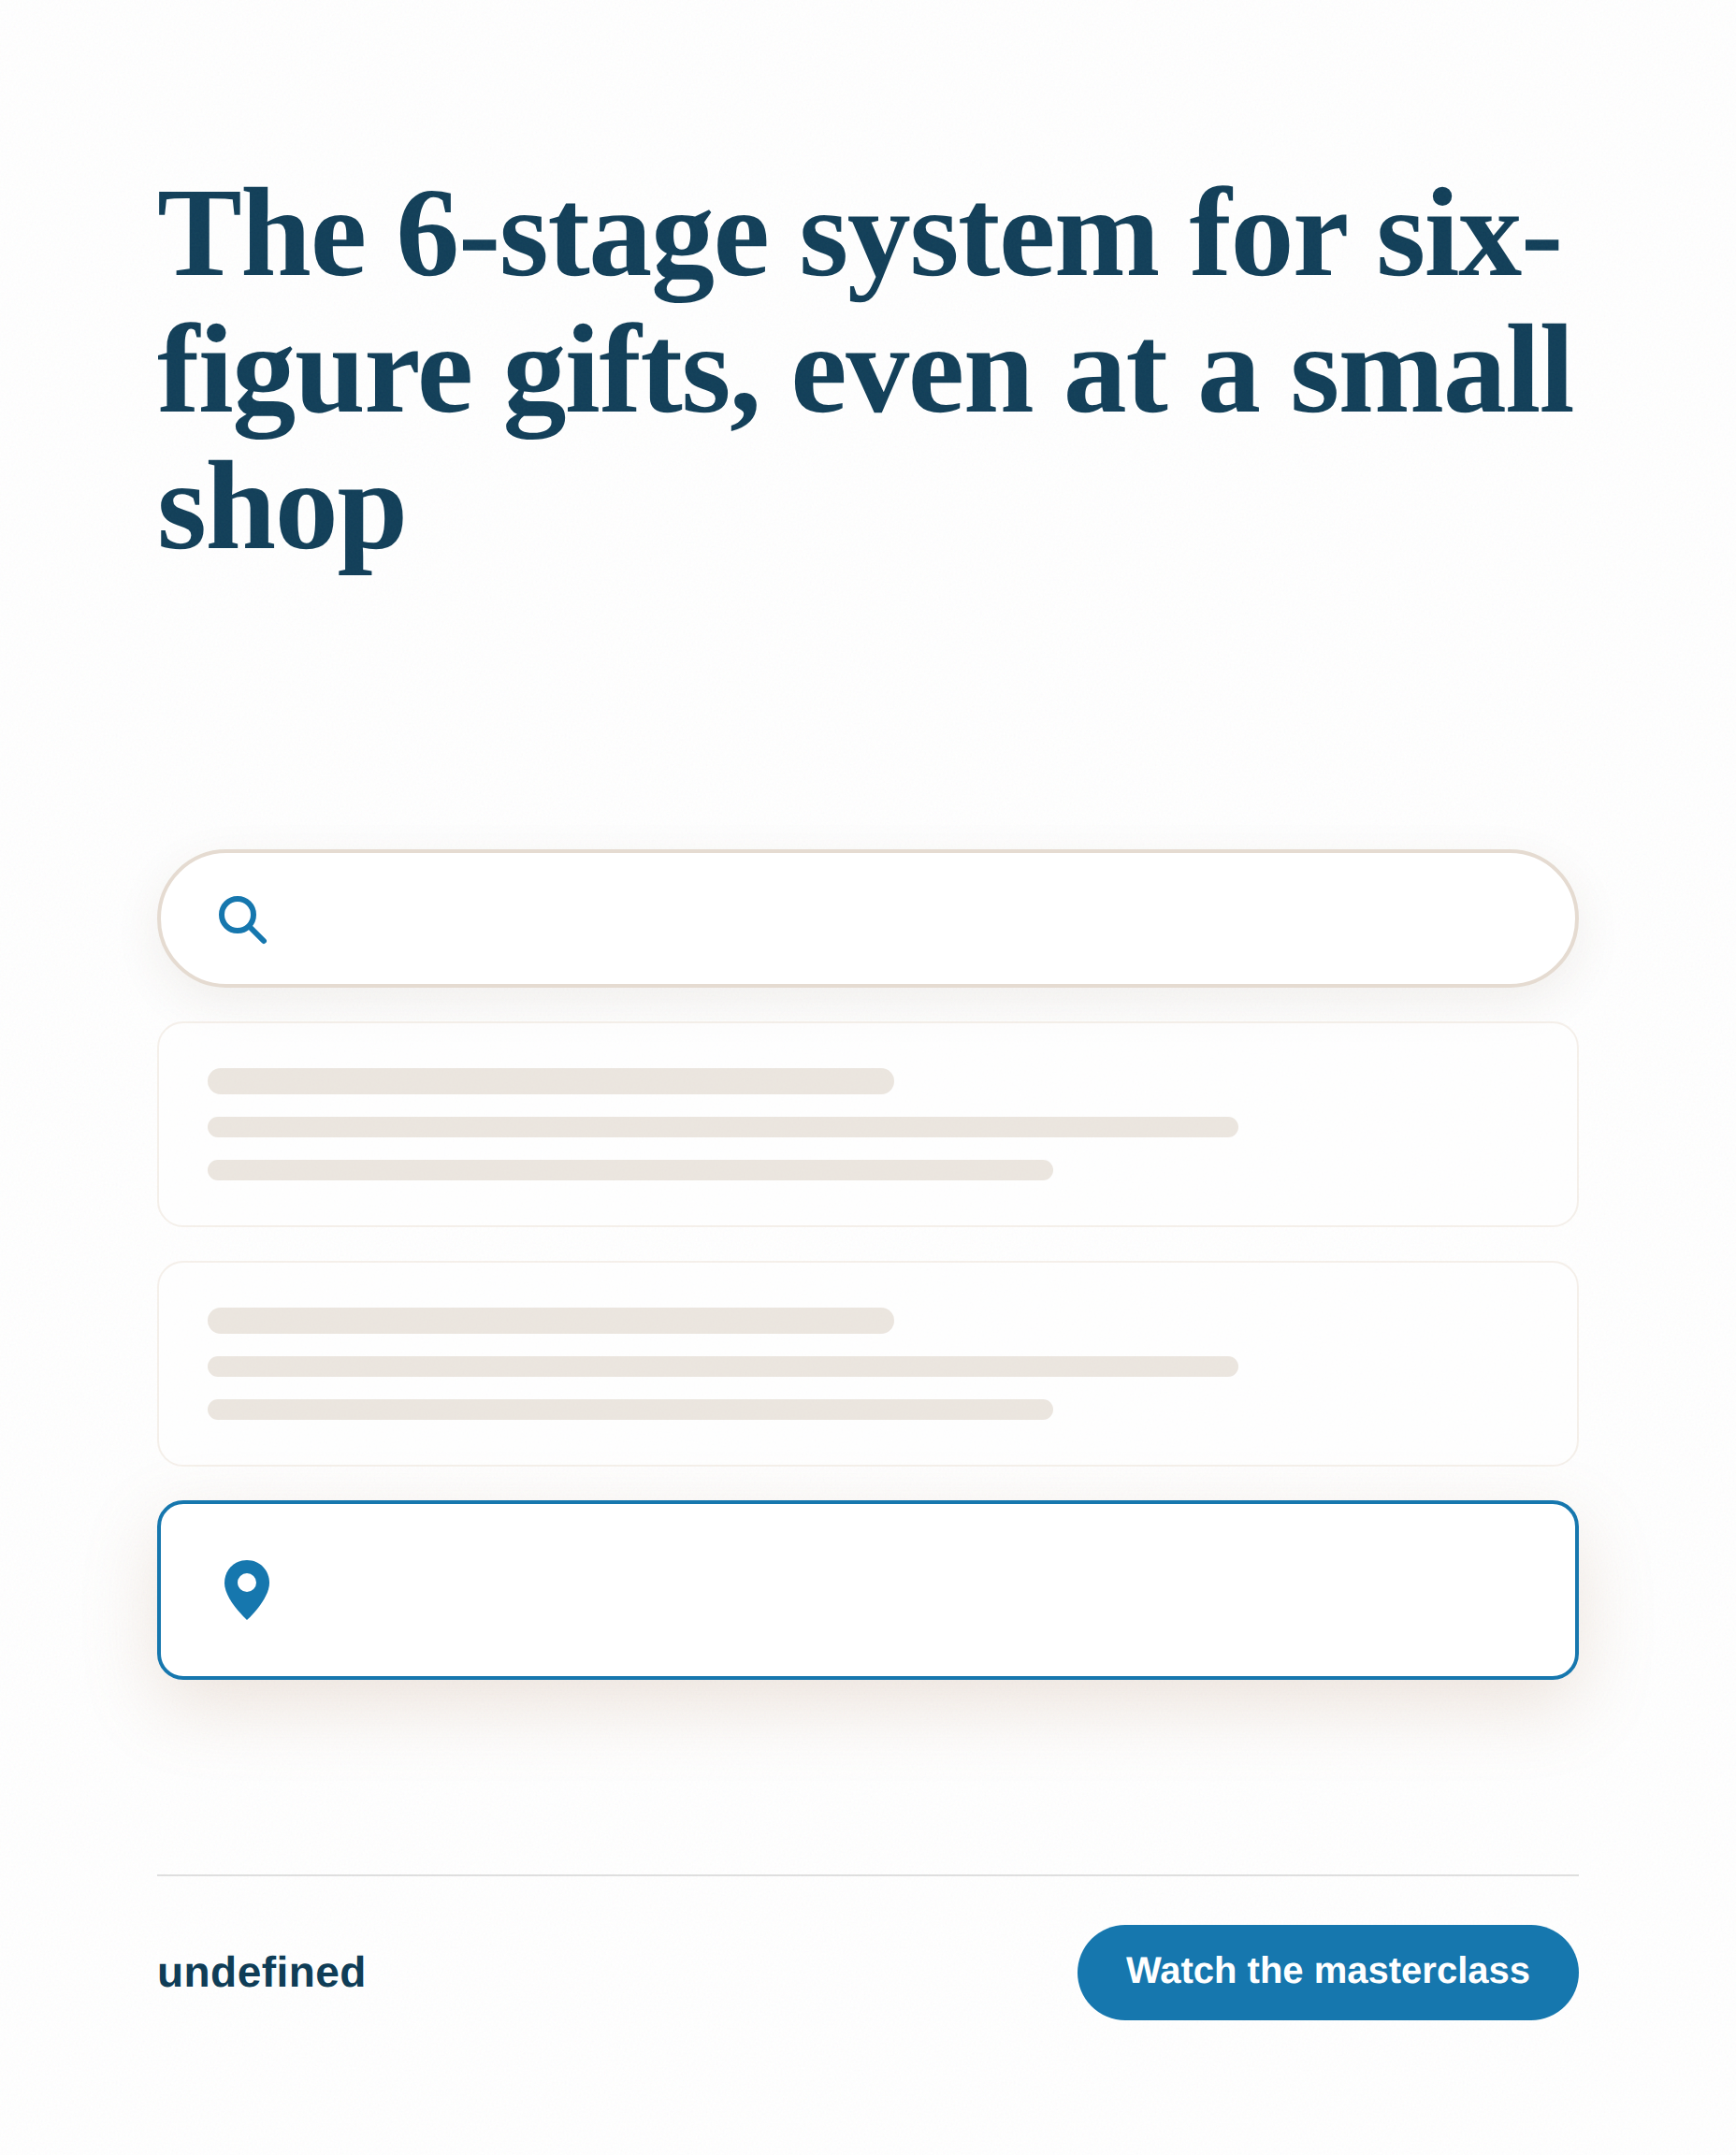 The 6-stage system for six-
figure gifts, even at a small
shop
undefined
Watch the masterclass